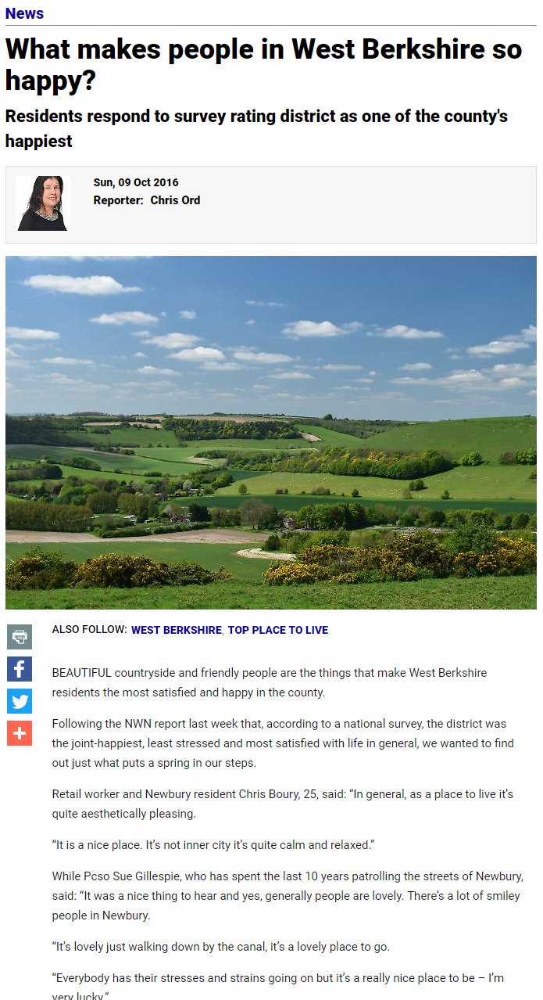 News
What makes people in West Berkshire so
happy?
Residents respond to survey rating district as one of the county's
happiest
Sun, 09 Oct 2016
Reporter: Chris Ord
ALSO FOLLOW: WEST BERKSHIRE, TOP PLACE TO LIVE
BEAUTIFUL countryside and friendly people are the things that make West Berkshire
residents the most satisfied and happy in the county.
Following the NWN report last week that, according to a national survey, the district was
the joint-happiest, least stressed and most satisfied with life in general, we wanted to find
out just what puts a spring in our steps.
Retail worker and Newbury resident Chris Boury, 25, said: “In general, as a place to live it’s
quite aesthetically pleasing.
“It is a nice place. It’s not inner city it’s quite calm and relaxed.”
While Pcso Sue Gillespie, who has spent the last 10 years patrolling the streets of Newbury,
said: “It was a nice thing to hear and yes, generally people are lovely. There’s a lot of smiley
people in Newbury.
“It’s lovely just walking down by the canal, it’s a lovely place to go.
“Everybody has their stresses and strains going on but it’s a really nice place to be – I’m
very lucky.”